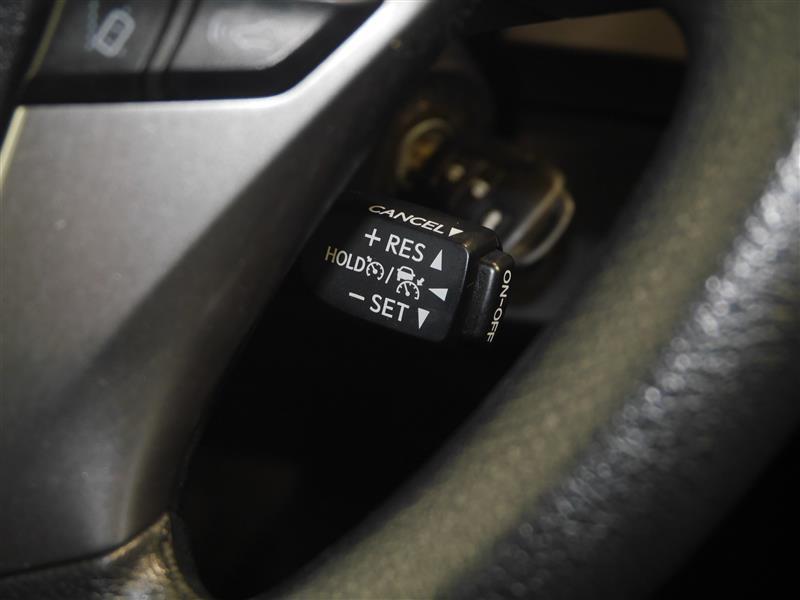 CANCEL
+ RES
HOLD /
- SET
ON-OFF